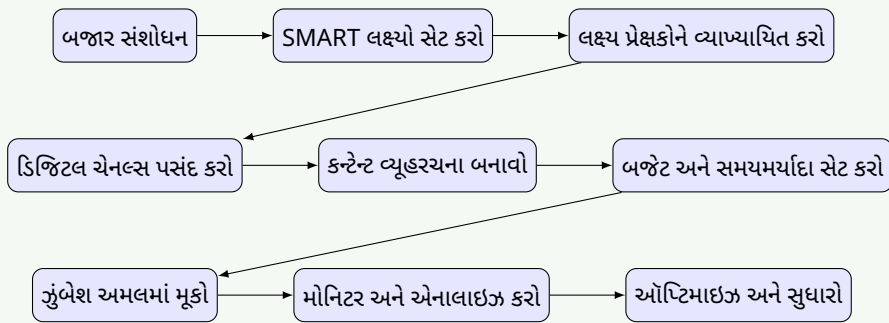 બજાર સંશોધન
SMART લક્ષ્યો સેટ કરો
લક્ષ્ય પ્રેક્ષકોને વ્યાખ્યાયિત કરો
ડિજિટલ ચેનલ્સ પસંદ કરો
કન્ટેન્ટ વ્યૂહરચના બનાવો
બજેટ અને સમયમર્યાદા સેટ કરો
ઝુંબેશ અમલમાં મૂકો
મોનિટર અને એનાલાઇઝ કરો
ઑપ્ટિમાઇઝ અને સુધારો